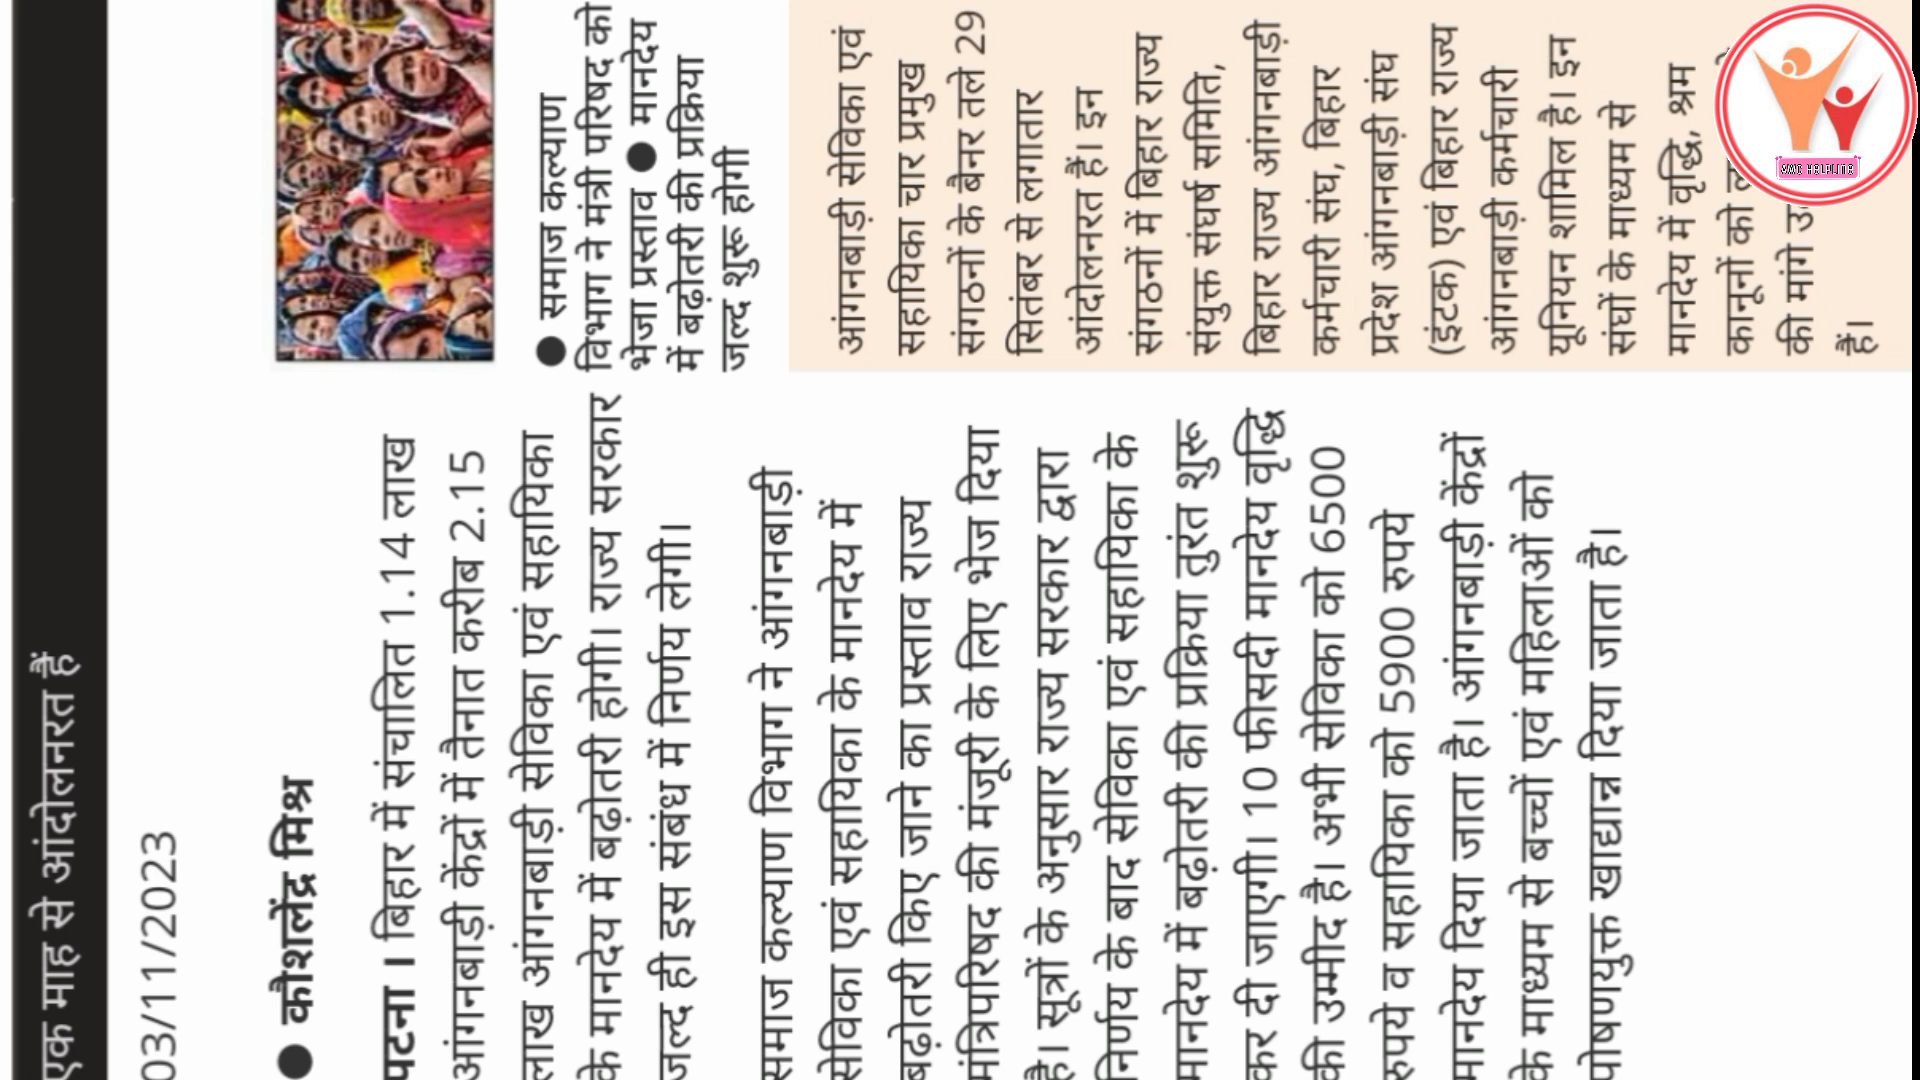 एक माह से आंदोलनरत हैं
03/11/2023
● कौशलेंद्र मिश्र
पटना । बिहार में संचालित 1.14 लाख
आंगनबाड़ी केंद्रों में तैनात करीब 2.15
लाख आंगनबाड़ी सेविका एवं सहायिका
के मानदेय में बढ़ोतरी होगी। राज्य सरकार
जल्द ही इस संबंध में निर्णय लेगी।
समाज कल्याण विभाग ने आंगनबाड़ी
सेविका एवं सहायिका के मानदेय में
बढ़ोतरी किए जाने का प्रस्ताव राज्य
मंत्रिपरिषद की मंजूरी के लिए भेज दिया
है। सूत्रों के अनुसार राज्य सरकार द्वारा
निर्णय के बाद सेविका एवं सहायिका के
मानदेय में बढ़ोतरी की प्रक्रिया तुरंत शुरू
कर दी जाएगी। 10 फीसदी मानदेय वृद्धि
की उम्मीद है। अभी सेविका को 6500
रुपये व सहायिका को 5900 रुपये
मानदेय दिया जाता है। आंगनबाड़ी केंद्रों
के माध्यम से बच्चों एवं महिलाओं को
पोषणयुक्त खाद्यान्न दिया जाता है।
● समाज कल्याण
विभाग ने मंत्री परिषद को
भेजा प्रस्ताव ● मानदेय
में बढ़ोतरी की प्रक्रिया
जल्द शुरू होगी
आंगनबाड़ी सेविका एवं
सहायिका चार प्रमुख
संगठनों के बैनर तले 29
सितंबर से लगातार
आंदोलनरत हैं। इन
संगठनों में बिहार राज्य
संयुक्त संघर्ष समिति,
बिहार राज्य आंगनबाड़ी
कर्मचारी संघ, बिहार
प्रदेश आंगनबाड़ी संघ
(इंटक) एवं बिहार राज्य
आंगनबाड़ी कर्मचारी
यूनियन शामिल है। इन
संघों के माध्यम से
मानदेय में वृद्धि, श्रम
कानूनों को
की मांगे
हैं।
SMC HELPLINE